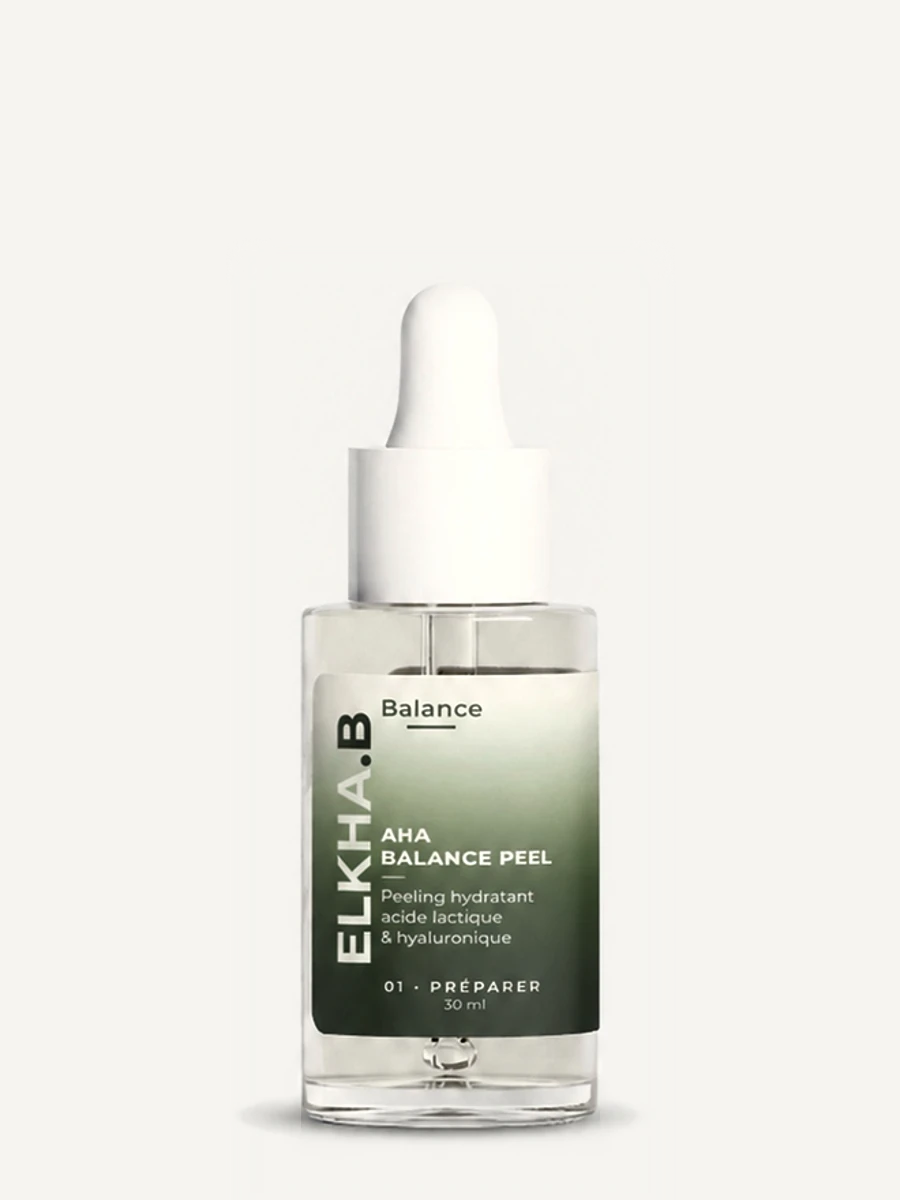 Balance
ELKHA.B
AHA
BALANCE PEEL
Peeling hydratant
acide lactique
& hyaluronique
01 · PRÉPARER
30 ml